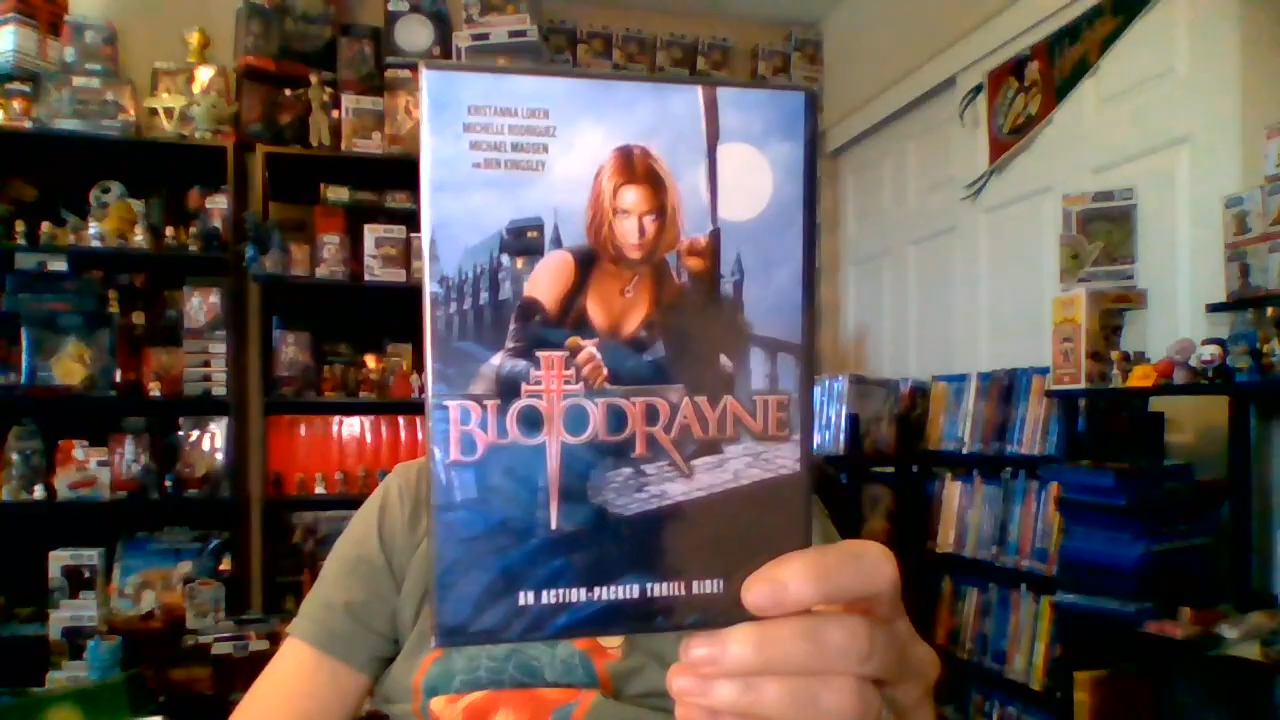 KRISTANNA LOKEN
MICHELLE RODRIGUEZ
MICHAEL MADSEN
AND BEN KINGSLEY
BLOODRAYNE
AN ACTION-PACKED THRILL RIDE!